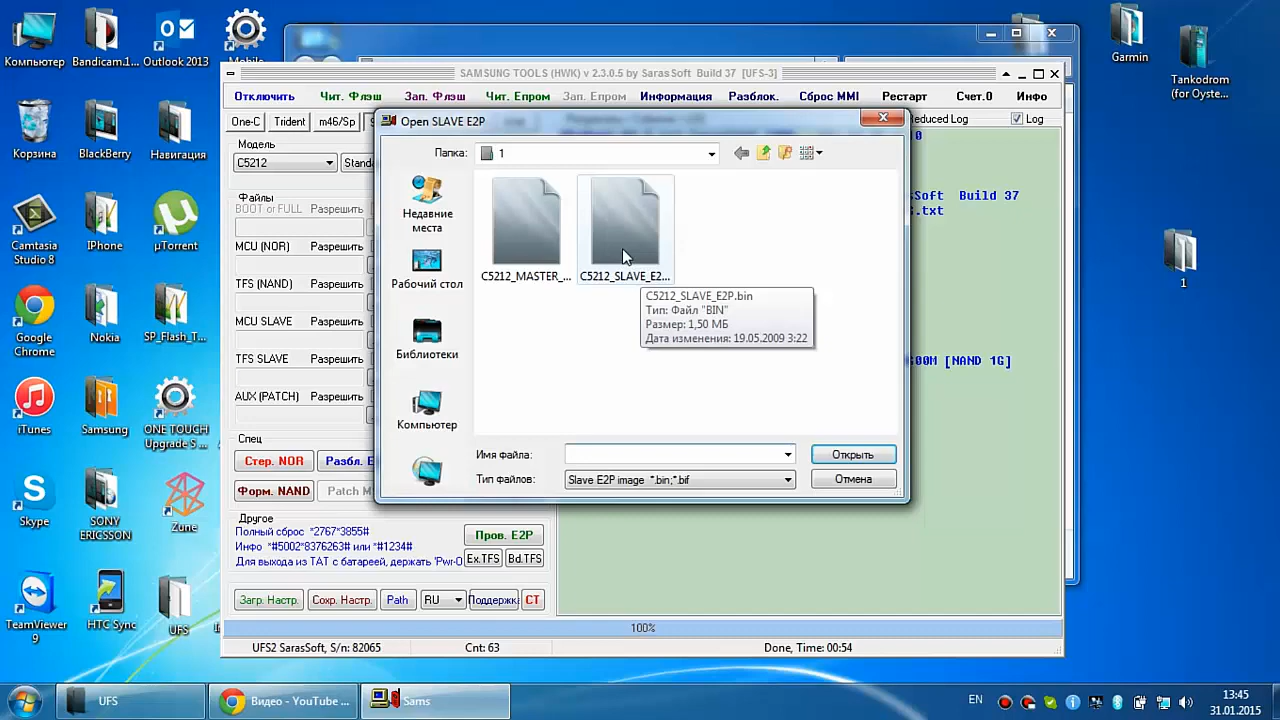 Компьютер
Bandicam.1...
Outlook 2013
Garmin
Tankodrom
(for Oyste...
Корзина
BlackBerry
Навигация
Camtasia
Studio 8
IPhone
µTorrent
1
Google
Chrome
Nokia
SP_Flash_T...
iTunes
Samsung
ONE TOUCH
Upgrade S ...
Skype
SONY
ERICSSON
Zune
TeamViewer
9
HTC Sync
UFS
SAMSUNG TOOLS (HWK) v 2.3.0.5 by SarasSoft Build 37 [UFS-3]
Отключить
Чит. Флэш
Зап. Флэш
Чит. Епром
Зап. Епром
Информация
Разблок.
Сброс MMI
Рестарт
Счет.0
Инфо
One-C
Trident
m46/Sp
Reduced Log
Log
Модель
C5212
Standa
Файлы
BOOT or FULL Разрешить
MCU (NOR) Разрешить
TFS (NAND) Разрешить
MCU SLAVE Разрешить
TFS SLAVE Разрешить
AUX (PATCH) Разрешить
Спец
Стер. NOR
Разбл. E
Форм. NAND
Patch M
Другое
Полный сброс *2767*3855#
Инфо *#5002*8376263# или *#1234#
Для выхода из ТАТ с батареей, держать 'Pwr-O
Пров. E2P
Ex.TFS
Bd.TFS
Загр. Настр.
Сохр. Настр.
Path
RU
Поддержк
CT
0
sSoft Build 37
.txt
00M [NAND 1G]
100%
UFS2 SarasSoft, S/n: 82065
Cnt: 63
Done, Time: 00:54
Open SLAVE E2P
Папка:
1
Недавние
места
Рабочий стол
Библиотеки
Компьютер
C5212_MASTER_...
C5212_SLAVE_E2...
C5212_SLAVE_E2P.bin
Тип: Файл "BIN"
Размер: 1,50 МБ
Дата изменения: 19.05.2009 3:22
Имя файла:
Открыть
Тип файлов:
Slave E2P image *.bin;*.bif
Отмена
UFS
Видео - YouTube ...
Sams
EN
13:45
31.01.2015